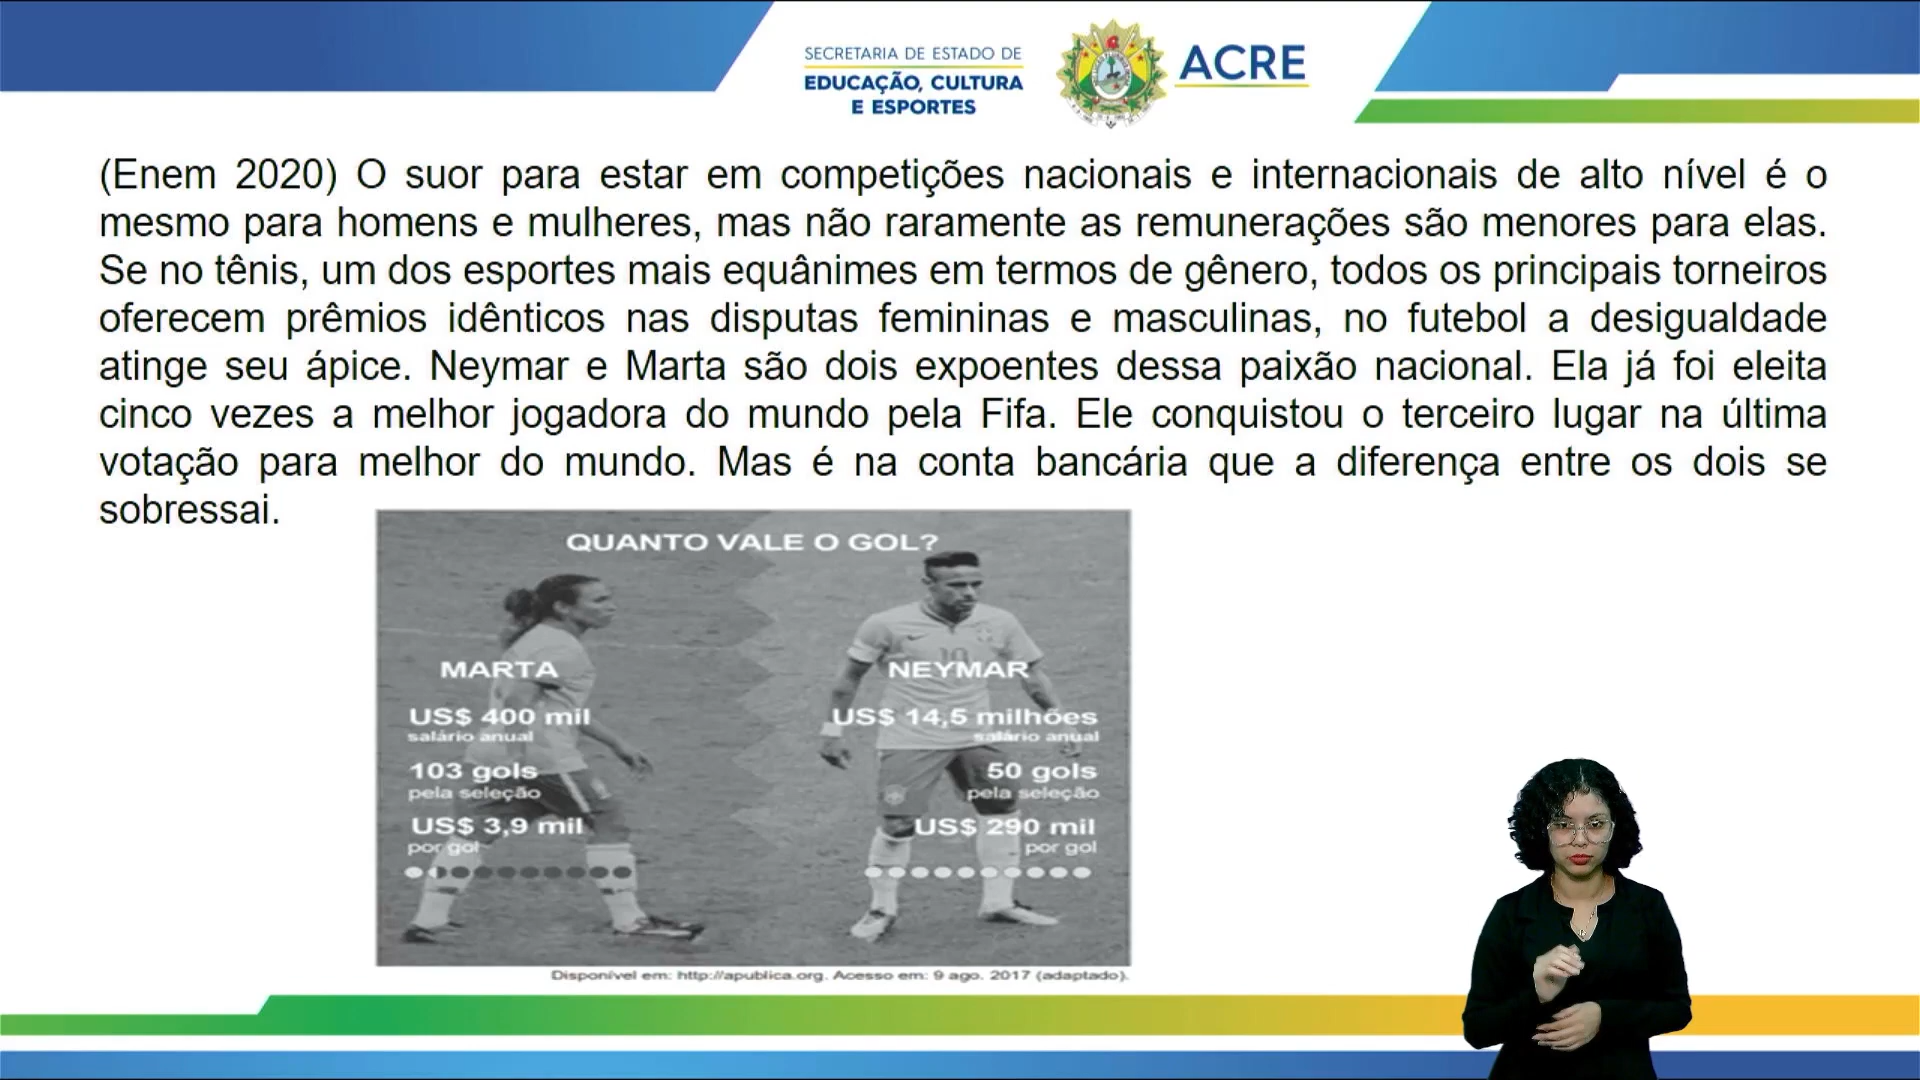 SECRETARIA DE ESTADO DE
EDUCAÇÃO, CULTURA
E ESPORTES
ACRE
(Enem 2020) O suor para estar em competições nacionais e internacionais de alto nível é o
mesmo para homens e mulheres, mas não raramente as remunerações são menores para elas.
Se no tênis, um dos esportes mais equânimes em termos de gênero, todos os principais torneiros
oferecem prêmios idênticos nas disputas femininas e masculinas, no futebol a desigualdade
atinge seu ápice. Neymar e Marta são dois expoentes dessa paixão nacional. Ela já foi eleita
cinco vezes a melhor jogadora do mundo pela Fifa. Ele conquistou o terceiro lugar na última
votação para melhor do mundo. Mas é na conta bancária que a diferença entre os dois se
sobressai.
QUANTO VALE O GOL?
MARTA
US$ 400 mil
salário anual
103 gols
pela seleção
US$ 3,9 mil
por gol
NEYMAR
US$ 14,5 milhões
salário anual
50 gols
pela seleção
US$ 290 mil
por gol
Disponível em: http://apublica.org. Acesso em: 9 ago. 2017 (adaptado).